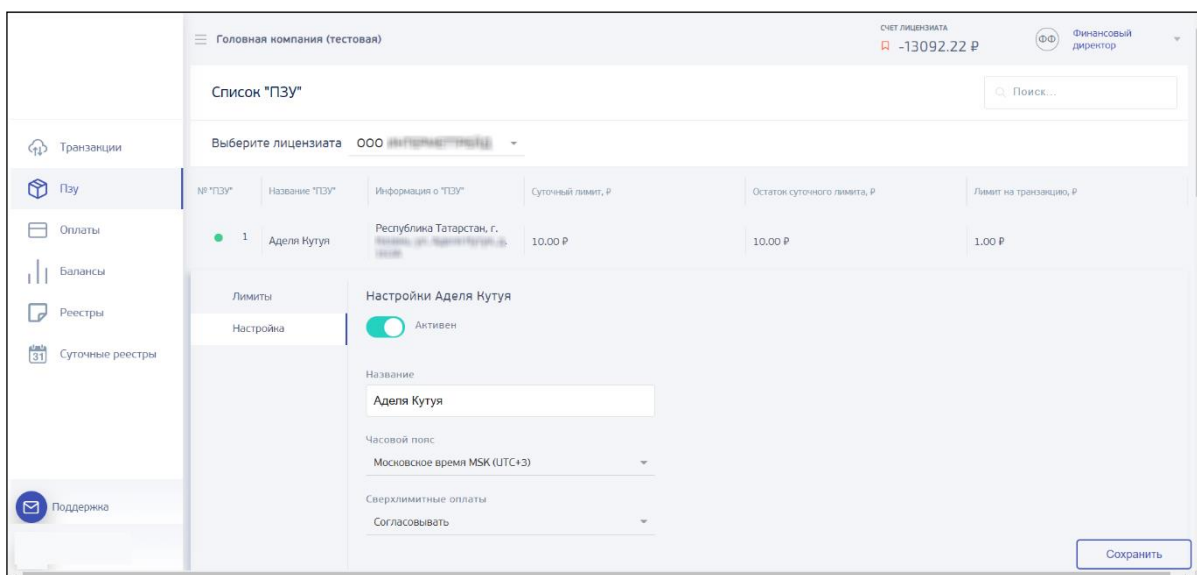 Головная компания (тестовая)
СЧЕТ ЛИЦЕНЗИАТА
-13092.22 ₽
ФФ
Финансовый
директор
Список "ПЗУ"
Поиск...
Выберите лицензиата ООО
Транзакции
Пзу
Оплаты
Балансы
Реестры
31 Суточные реестры
Поддержка
№ "ПЗУ" Название "ПЗУ" Информация о "ПЗУ" Суточный лимит, ₽ Остаток суточного лимита, ₽ Лимит на транзакцию, ₽
1 Аделя Кутуя Республика Татарстан, г. 10.00 ₽ 10.00 ₽ 1.00 ₽
Лимиты
Настройка
Настройки Аделя Кутуя
Активен
Название
Аделя Кутуя
Часовой пояс
Московское время MSK (UTC+3)
Сверхлимитные оплаты
Согласовывать
Сохранить